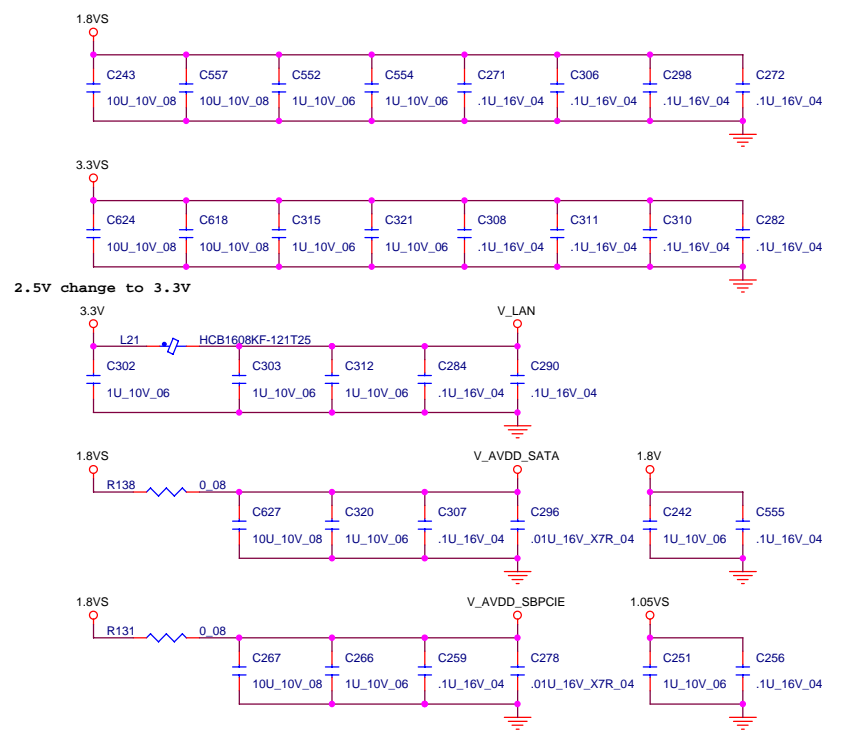 1.8VS
C243 C557 C552 C554 C271 C306 C298 C272
10U_10V_08 10U_10V_08 1U_10V_06 1U_10V_06 .1U_16V_04 .1U_16V_04 .1U_16V_04 .1U_16V_04
3.3VS
C624 C618 C315 C321 C308 C311 C310 C282
10U_10V_08 10U_10V_08 1U_10V_06 1U_10V_06 .1U_16V_04 .1U_16V_04 .1U_16V_04 .1U_16V_04
2.5V change to 3.3V
3.3V V_LAN
L21 HCB1608KF-121T25
C302 C303 C312 C284 C290
1U_10V_06 1U_10V_06 1U_10V_06 .1U_16V_04 .1U_16V_04
1.8VS V_AVDD_SATA 1.8V
R138 0_08
C627 C320 C307 C296 C242 C555
10U_10V_08 1U_10V_06 .1U_16V_04 .01U_16V_X7R_04 1U_10V_06 .1U_16V_04
1.8VS V_AVDD_SBPCIE 1.05VS
R131 0_08
C267 C266 C259 C278 C251 C256
10U_10V_08 1U_10V_06 .1U_16V_04 .01U_16V_X7R_04 1U_10V_06 .1U_16V_04